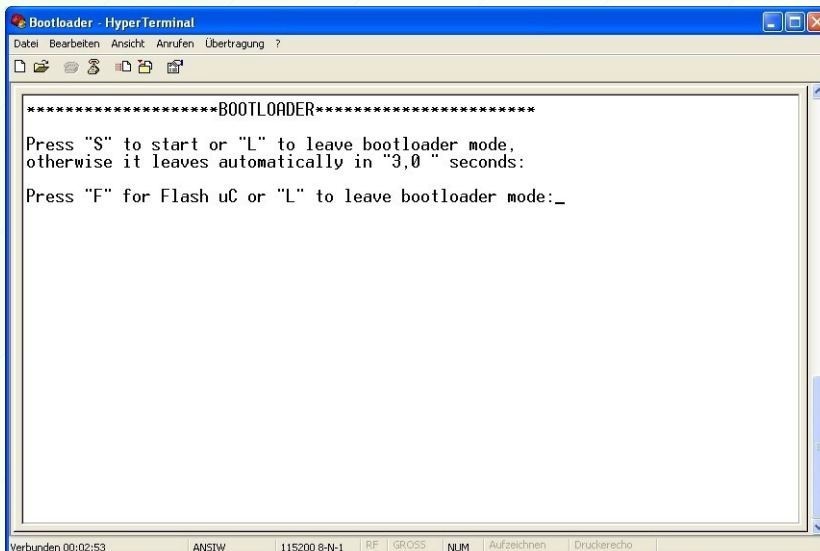 Bootloader - HyperTerminal
Datei Bearbeiten Ansicht Anrufen Übertragung ?
********************BOOTLOADER***********************
Press "S" to start or "L" to leave bootloader mode,
otherwise it leaves automatically in "3,0 " seconds:
Press "F" for Flash uC or "L" to leave bootloader mode:_
Verbunden 00:02:53 ANSIW 115200 8-N-1 RF GROSS NUM Aufzeichnen Druckerecho